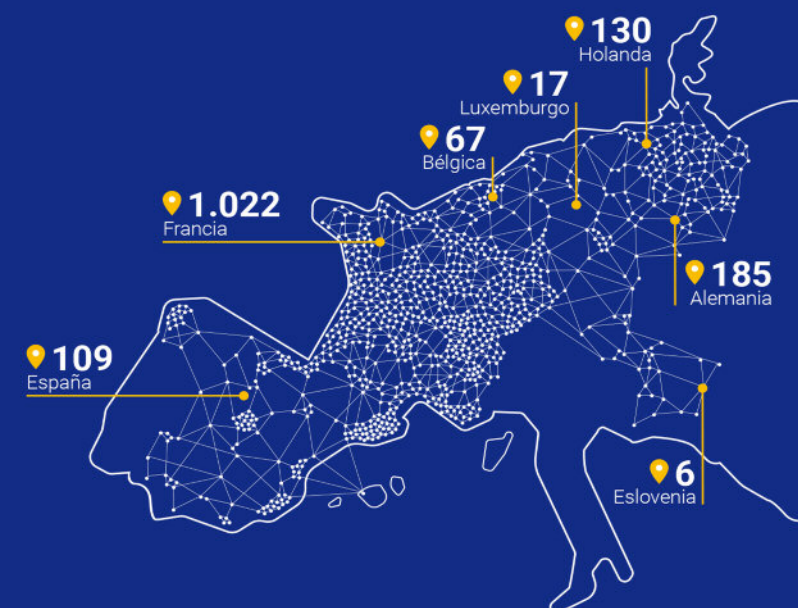 130
Holanda
17
Luxemburgo
67
Bélgica
1.022
Francia
185
Alemania
109
España
6
Eslovenia